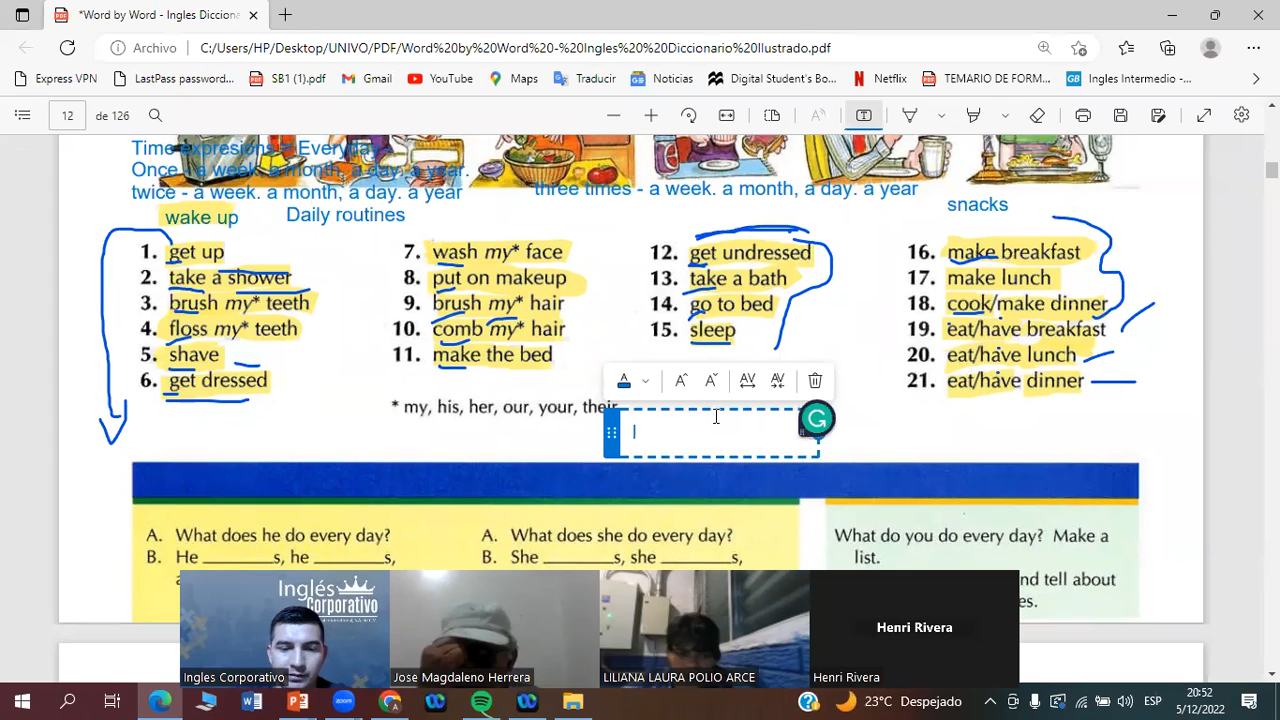 *Word by Word - Ingles Dicciona
C:/Users/HP/Desktop/UNIVO/PDF/Word%20by%20Word%20-%20Ingles%20%20Diccionario%20Ilustrado.pdf
Archivo
Express VPN
LastPass password...
SB1 (1).pdf
Gmail
YouTube
Maps
Traducir
Noticias
Digital Student's Bo...
Netflix
TEMARIO DE FORM...
Ingles Intermedio -...
12
de 126
Time expresions = Everyday -
Once - a week, a month, a day, a year.
twice - a week. a month, a day. a year
three times - a week. a month, a day. a year
snacks
wake up
Daily routines
1. get up
2. take a shower
3. brush my* teeth
4. floss my* teeth
5. shave
6. get dressed
7. wash my* face
8. put on makeup
9. brush my* hair
10. comb my* hair
11. make the bed
12. get undressed
13. take a bath
14. go to bed
15. sleep
16. make breakfast
17. make lunch
18. cook/make dinner
19. eat/have breakfast
20. eat/have lunch
21. eat/have dinner
* my, his, her, our, your, their
A. What does he do every day?
B. He ________s, he ________s,
A. What does she do every day?
B. She ________s, she ________s,
What do you do every day? Make a
list.
nd tell about
es.
Inglés
Corporativo
Ingles Corporativo
Jose Magdaleno Herrera
LILIANA LAURA POLIO ARCE
Henri Rivera
Henri Rivera
23°C Despejado
ESP
20:52
5/12/2022